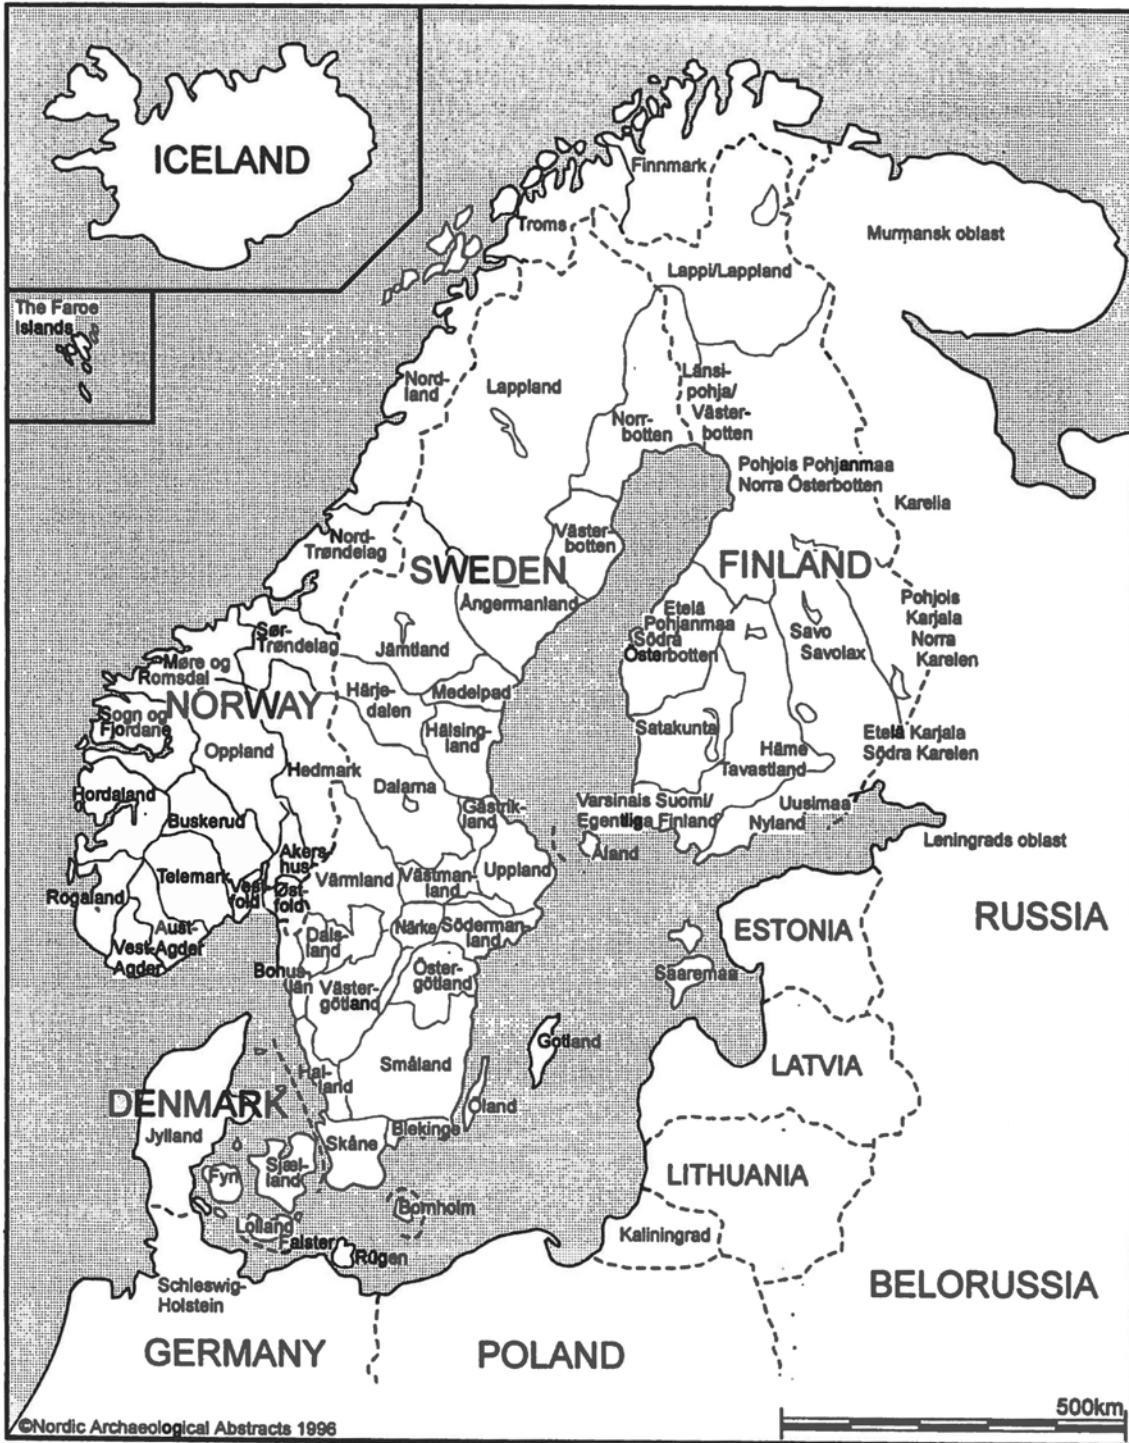 ICELAND
The Faroe
Islands
Finnmark
Troms
Murmansk oblast
Lappi/Lappland
Nord-
land
Lappland
Länsi-
pohja/
Väster-
botten
Norr-
botten
Pohjois Pohjanmaa
Norra Österbotten
Karelia
Nord-
Trøndelag
Väster-
botten
SWEDEN
FINLAND
Ångermanland
Etelä
Pohjanmaa
Södra
Österbotten
Savo
Savolax
Pohjois
Karjala
Norra
Karelen
Sør-
Trøndelag
Jämtland
Møre og
Romsdal
NORWAY
Härje-
dalen
Medelpad
Sogn og
Fjordane
Oppland
Hälsing-
land
Satakunta
Häme
Tavastland
Etelä Karjala
Södra Karelen
Hedmark
Dalarna
Hordaland
Buskerud
Gästrik-
land
Varsinais Suomi/
Egentliga Finland
Uusimaa
Nyland
Åland
Leningrads oblast
Akers-
hus
Rogaland
Telemark
Vest-
fold
Øst-
fold
Värmland
Västman-
land
Uppland
Aust-
Agder
Vest-
Agder
Dals-
land
Närke
Söderman-
land
ESTONIA
RUSSIA
Bohus-
län
Väster-
götland
Öster-
götland
Saaremaa
Gotland
Småland
LATVIA
Hal-
land
DENMARK
Jylland
Öland
Blekinge
Skåne
Sjæl-
land
Fyn
LITHUANIA
Bornholm
Lolland
Falster
Kaliningrad
Rügen
Schleswig-
Holstein
BELORUSSIA
GERMANY
POLAND
500km
©Nordic Archaeological Abstracts 1996